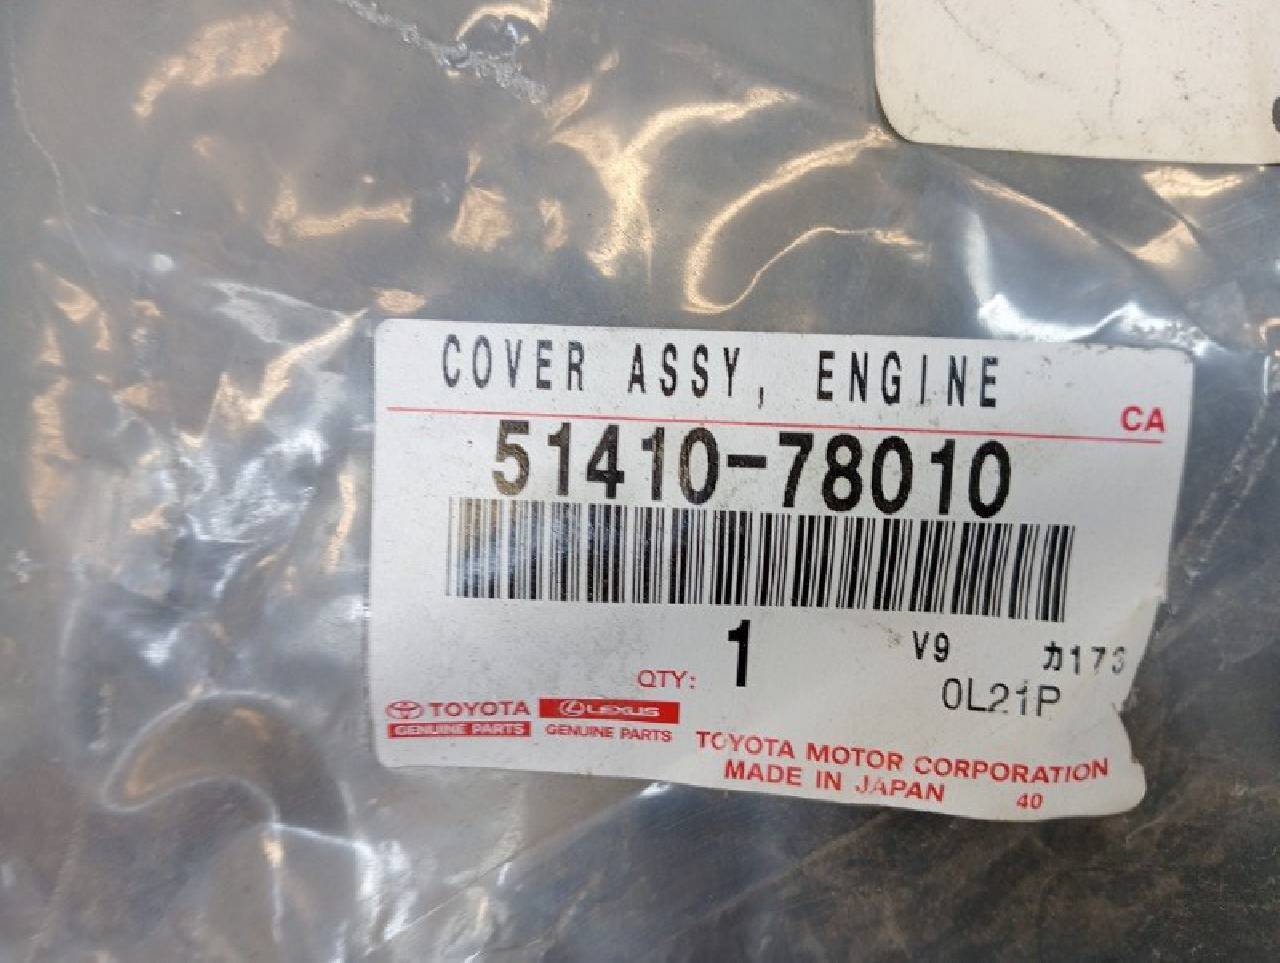 COVER ASSY, ENGINE
CA
51410-78010
QTY: 1 V9 カ173
0L21P
TOYOTA LEXUS
GENUINE PARTS GENUINE PARTS
TOYOTA MOTOR CORPORATION
MADE IN JAPAN 40